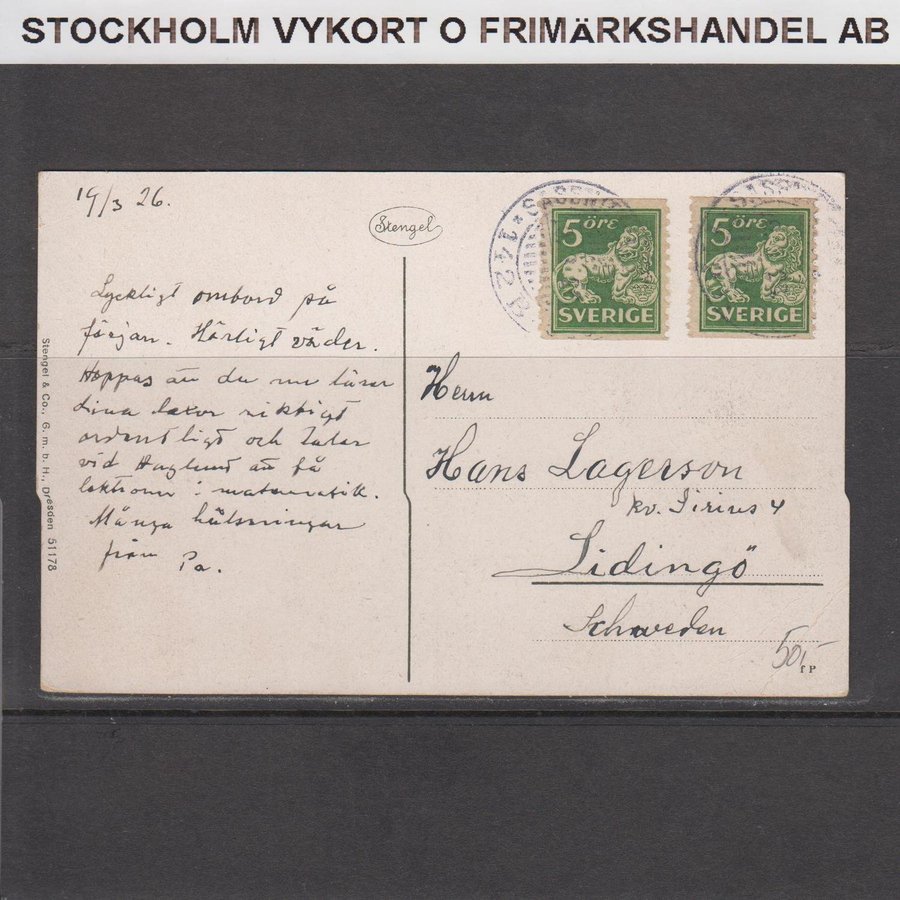 STOCKHOLM VYKORT O FRIMÄRKSHANDEL AB
19/3 26.
Stengel
Lyckligt ombord på
färjan. Härligt väder.
Hoppas att du nu läser
dina läxor riktigt
ordentligt och talar
vid Haglund att få
lektioner i matematik.
Många hälsningar
från
Pa.
Stengel & Co., G. m. b. H., Dresden 51178
5 ÖRE
SVERIGE
5 ÖRE
SVERIGE
Herrn
Hans Lagerson
kv. Sirius 4
Lidingö
Schweden
50,-
f P